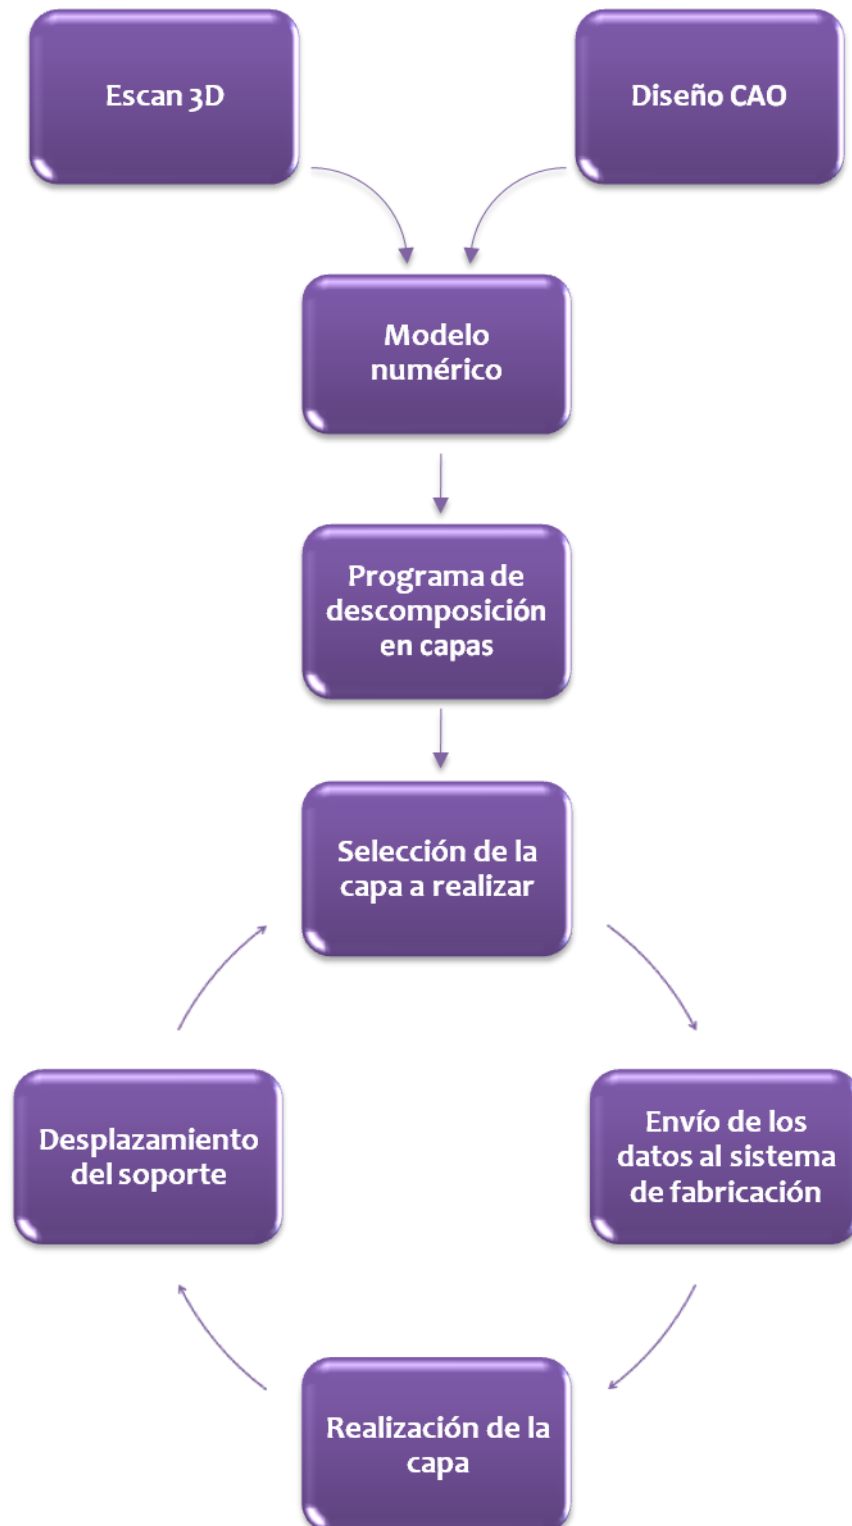 Escan 3D
Diseño CAO
Modelo
numérico
Programa de
descomposición
en capas
Selección de la
capa a realizar
Desplazamiento
del soporte
Envío de los
datos al sistema
de fabricación
Realización de la
capa